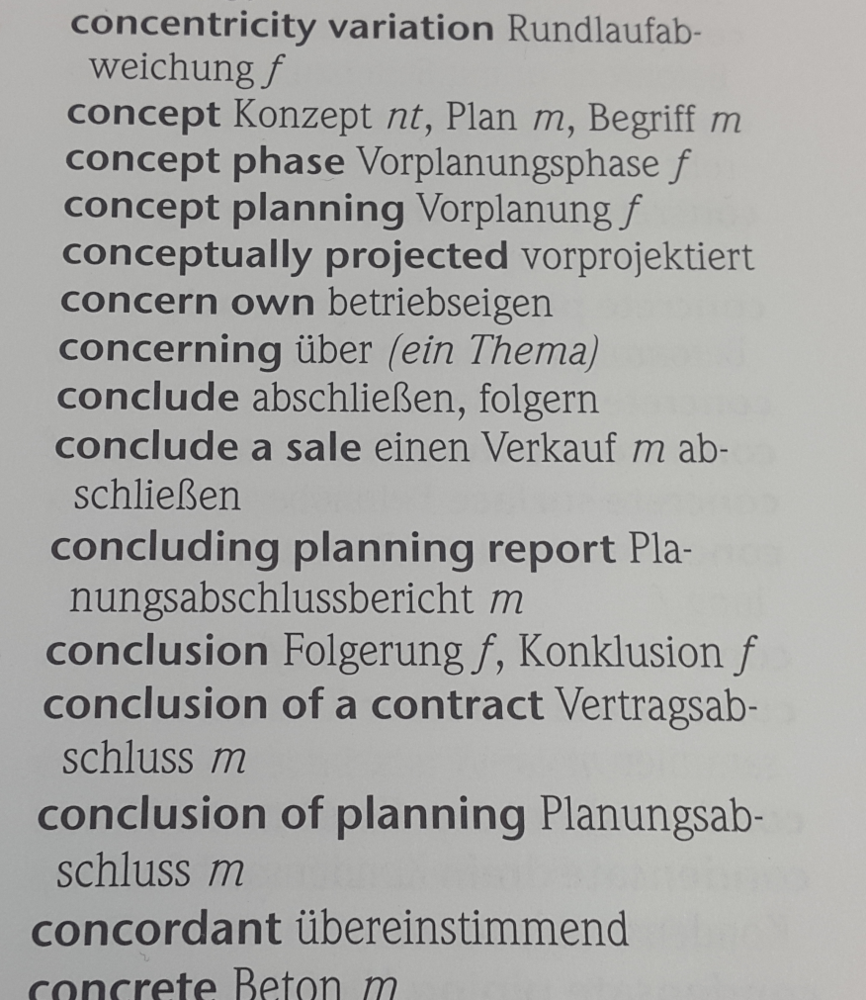 concentricity variation Rundlaufab-
weichung f
concept Konzept nt, Plan m, Begriff m
concept phase Vorplanungsphase f
concept planning Vorplanung f
conceptually projected vorprojektiert
concern own betriebseigen
concerning über (ein Thema)
conclude abschließen, folgern
conclude a sale einen Verkauf m ab-
schließen
concluding planning report Pla-
nungsabschlussbericht m
conclusion Folgerung f, Konklusion f
conclusion of a contract Vertragsab-
schluss m
conclusion of planning Planungsab-
schluss m
concordant übereinstimmend
concrete Beton m